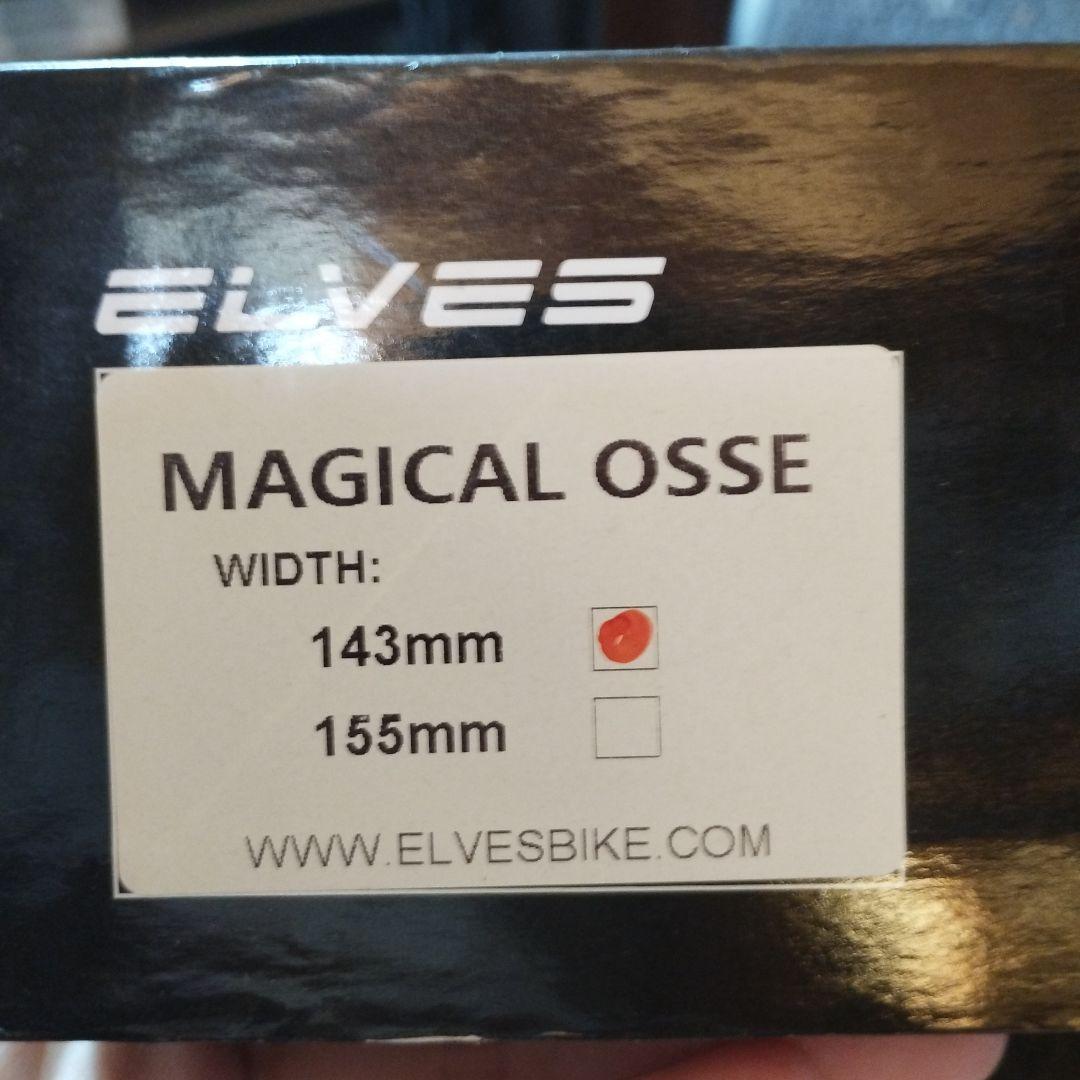 ELVES
MAGICAL OSSE
WIDTH:
143mm
155mm
WWW.ELVESBIKE.COM